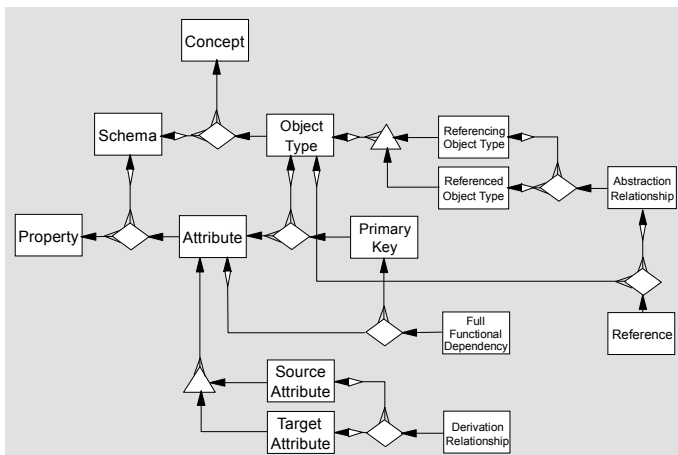 Concept
Schema
Object
Type
Referencing
Object Type
Referenced
Object Type
Abstraction
Relationship
Property
Attribute
Primary
Key
Full
Functional
Dependency
Reference
Source
Attribute
Target
Attribute
Derivation
Relationship